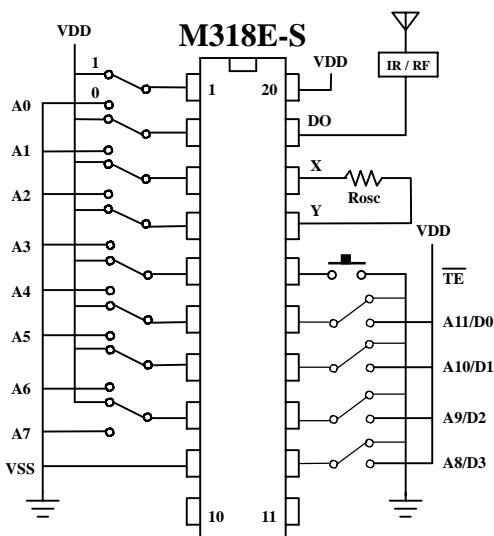 M318E-S
VDD
1
0
A0
A1
A2
A3
A4
A5
A6
A7
VSS
1
20
10
11
VDD
IR / RF
DO
X
Rosc
Y
VDD
TE
A11/D0
A10/D1
A9/D2
A8/D3